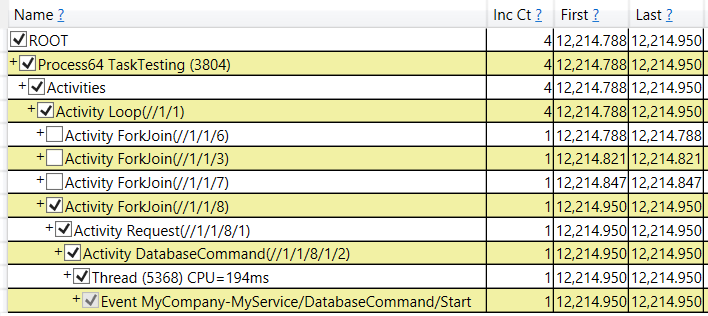 Name ? Inc Ct ? First ? Last ?
ROOT 4 12,214.788 12,214.950
+ Process64 TaskTesting (3804) 4 12,214.788 12,214.950
+ Activities 4 12,214.788 12,214.950
+ Activity Loop(//1/1) 4 12,214.788 12,214.950
+ Activity ForkJoin(//1/1/6) 1 12,214.788 12,214.788
+ Activity ForkJoin(//1/1/3) 1 12,214.821 12,214.821
+ Activity ForkJoin(//1/1/7) 1 12,214.847 12,214.847
+ Activity ForkJoin(//1/1/8) 1 12,214.950 12,214.950
+ Activity Request(//1/1/8/1) 1 12,214.950 12,214.950
+ Activity DatabaseCommand(//1/1/8/1/2) 1 12,214.950 12,214.950
+ Thread (5368) CPU=194ms 1 12,214.950 12,214.950
+ Event MyCompany-MyService/DatabaseCommand/Start 1 12,214.950 12,214.950